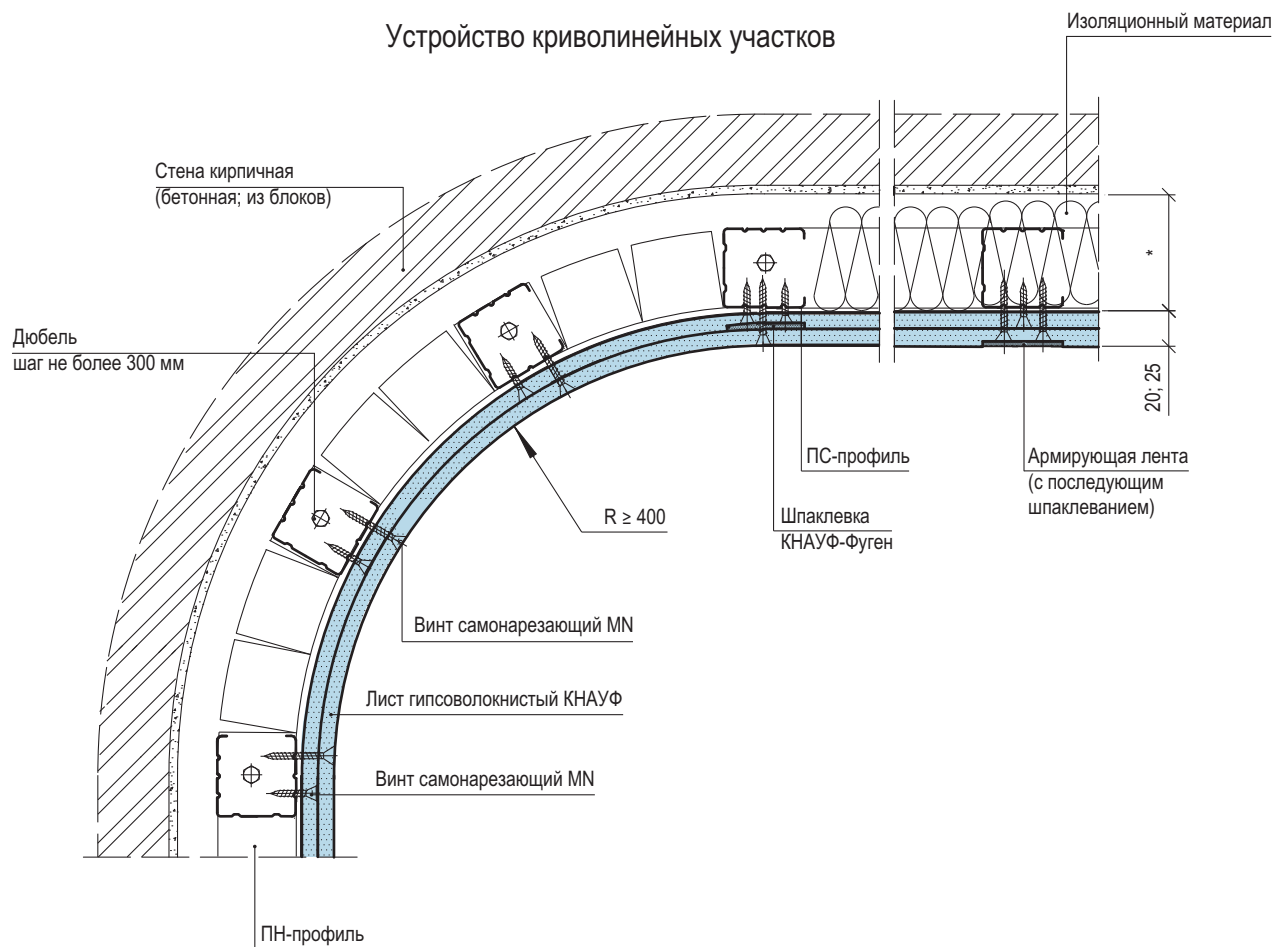 Устройство криволинейных участков
Изоляционный материал
Стена кирпичная
(бетонная; из блоков)
*
Дюбель
шаг не более 300 мм
20; 25
ПС-профиль
Армирующая лента
(с последующим
шпаклеванием)
R ≥ 400
Шпаклевка
КНАУФ-Фуген
Винт самонарезающий MN
Лист гипсоволокнистый КНАУФ
Винт самонарезающий MN
ПН-профиль